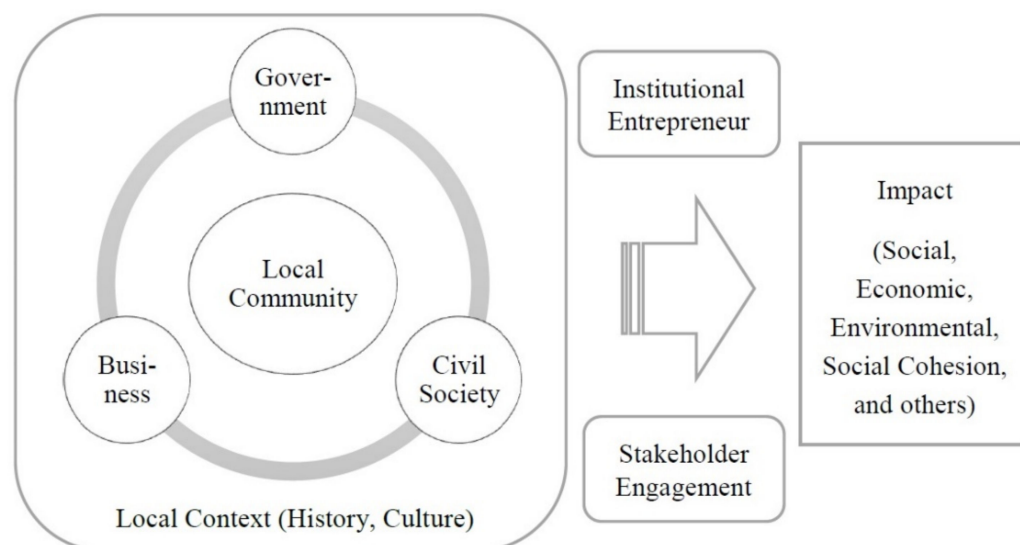 Gover-
nment
Local
Community
Busi-
ness
Civil
Society
Local Context (History, Culture)
Institutional
Entrepreneur
Stakeholder
Engagement
Impact
(Social,
Economic,
Environmental,
Social Cohesion,
and others)